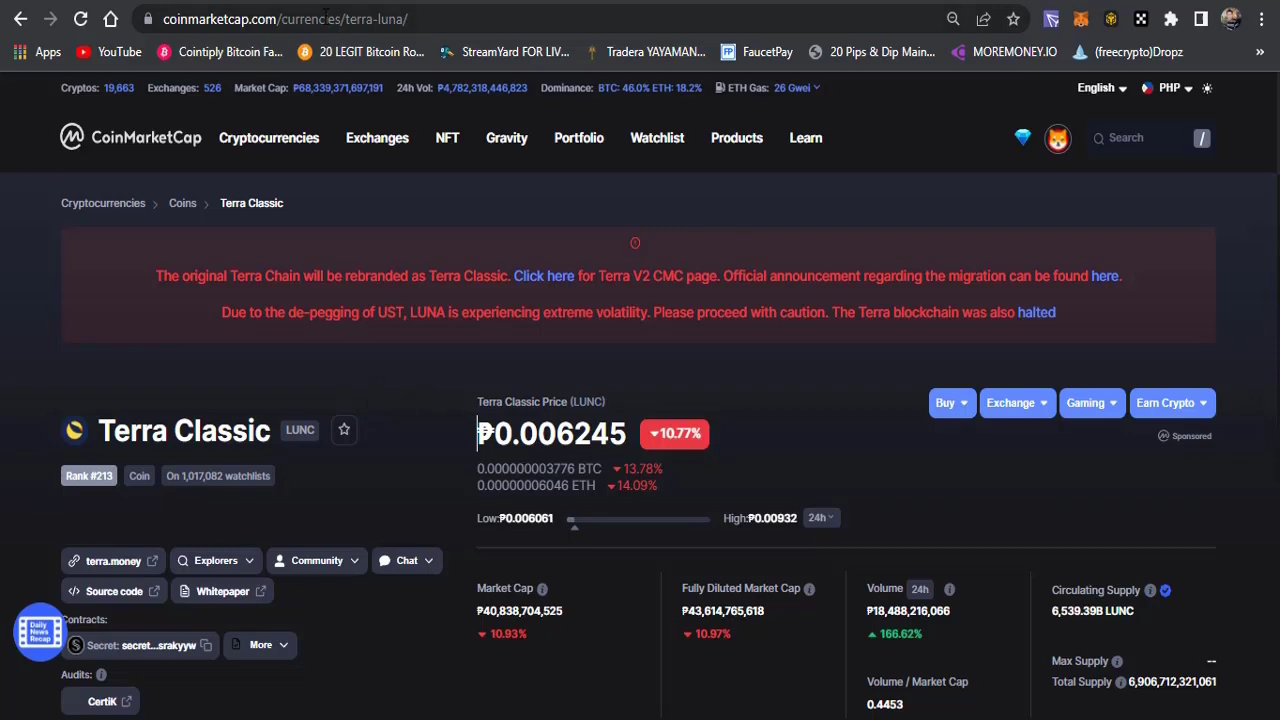 coinmarketcap.com/currencies/terra-luna/
Apps YouTube Cointiply Bitcoin Fa... 20 LEGIT Bitcoin Ro... StreamYard FOR LIV... Tradera YAYAMAN... FaucetPay 20 Pips & Dip Main... MOREMONEY.IO (freecrypto)Dropz »
Cryptos: 19,663 Exchanges: 526 Market Cap: ₱68,339,371,697,191 24h Vol: ₱4,782,318,446,823 Dominance: BTC: 46.0% ETH: 18.2% ETH Gas: 26 Gwei English PHP
CoinMarketCap Cryptocurrencies Exchanges NFT Gravity Portfolio Watchlist Products Learn Search /
Cryptocurrencies Coins Terra Classic
The original Terra Chain will be rebranded as Terra Classic. Click here for Terra V2 CMC page. Official announcement regarding the migration can be found here.
Due to the de-pegging of UST, LUNA is experiencing extreme volatility. Please proceed with caution. The Terra blockchain was also halted
Terra Classic LUNC
Rank #213 Coin On 1,017,082 watchlists
terra.money Explorers Community Chat
Source code Whitepaper
Contracts:
Secret: secret...srakyyw More
Audits:
CertiK
Daily
News
Recap
Terra Classic Price (LUNC)
₱0.006245 10.77%
0.000000003776 BTC 13.78%
0.00000006046 ETH 14.09%
Low:₱0.006061 High:₱0.00932 24h
Buy Exchange Gaming Earn Crypto
Sponsored
Market Cap
₱40,838,704,525
10.93%
Fully Diluted Market Cap
₱43,614,765,618
10.97%
Volume 24h
₱18,488,216,066
166.62%
Volume / Market Cap
0.4453
Circulating Supply
6,539.39B LUNC
Max Supply --
Total Supply 6,906,712,321,061